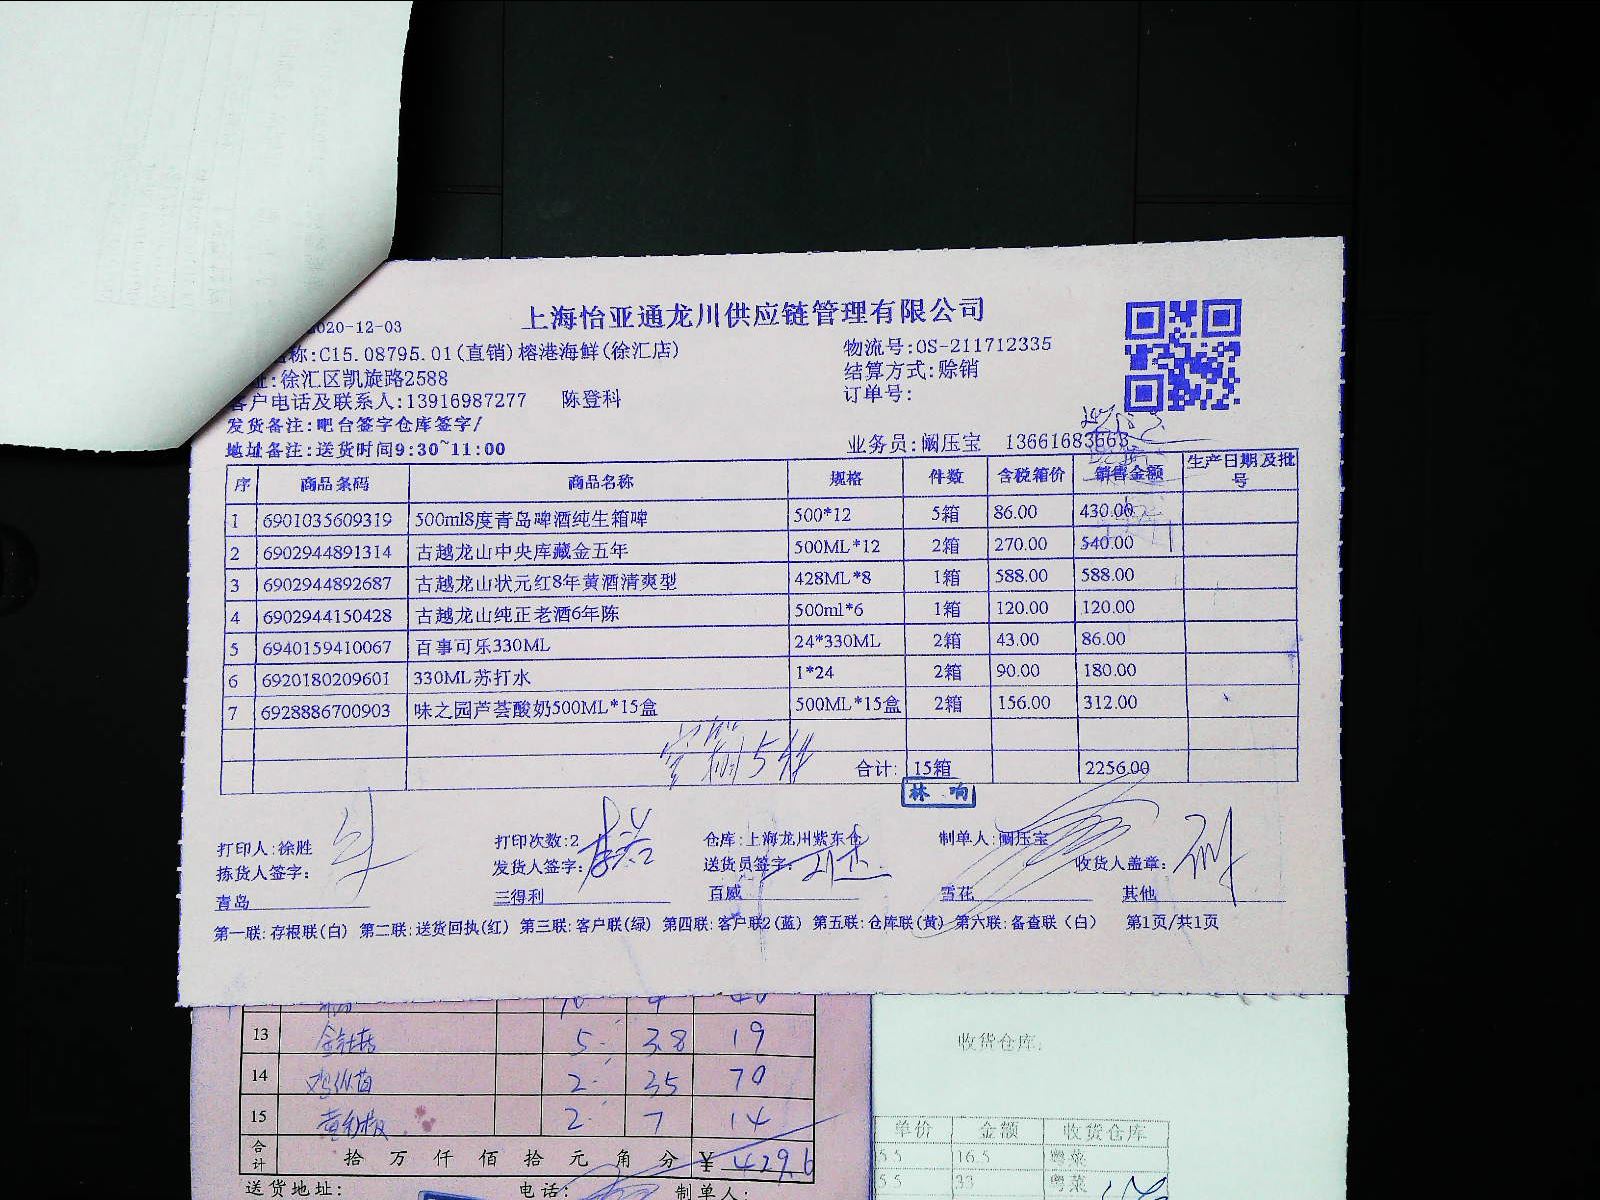 上海怡亚通龙川供应链管理有限公司
2020-12-03
称:C15.08795.01(直销)榕港海鲜(徐汇店)
物流号:OS-211712335
址:徐汇区凯旋路2588
结算方式:赊销
客户电话及联系人:13916987277 陈登科
订单号:
发货备注:吧台签字仓库签字/
地址备注:送货时间9:30~11:00
业务员:阚压宝 13661683663
序 商品条码 商品名称 规格 件数 含税箱价 销售金额 生产日期及批号
1 6901035609319 500ml8度青岛啤酒纯生箱啤 500*12 5箱 86.00 430.00
2 6902944891314 古越龙山中央库藏金五年 500ML*12 2箱 270.00 540.00
3 6902944892687 古越龙山状元红8年黄酒清爽型 428ML*8 1箱 588.00 588.00
4 6902944150428 古越龙山纯正老酒6年陈 500ml*6 1箱 120.00 120.00
5 6940159410067 百事可乐330ML 24*330ML 2箱 43.00 86.00
6 6920180209601 330ML苏打水 1*24 2箱 90.00 180.00
7 6928886700903 味之园芦荟酸奶500ML*15盒 500ML*15盒 2箱 156.00 312.00
合计: 15箱 2256.00
林 响
打印人:徐胜 打印次数:2 仓库:上海龙川紫东仓 制单人:阚压宝
拣货人签字: 发货人签字: 送货员签字: 收货人盖章:
青岛 三得利 百威 雪花 其他
第一联:存根联(白) 第二联:送货回执(红) 第三联:客户联(绿) 第四联:客户联2(蓝) 第五联:仓库联(黄) 第六联:备查联(白) 第1页/共1页
13 金针菇 5 3.8 19
14 2 35 70
15 2 7 14
合计 拾 万 仟 佰 拾 元 角 分 ¥ 429.6
送货地址: 电话: 制单人:
收货仓库:
单价 金额 收货仓库
5.5 16.5 粤菜
5.5 33 粤菜